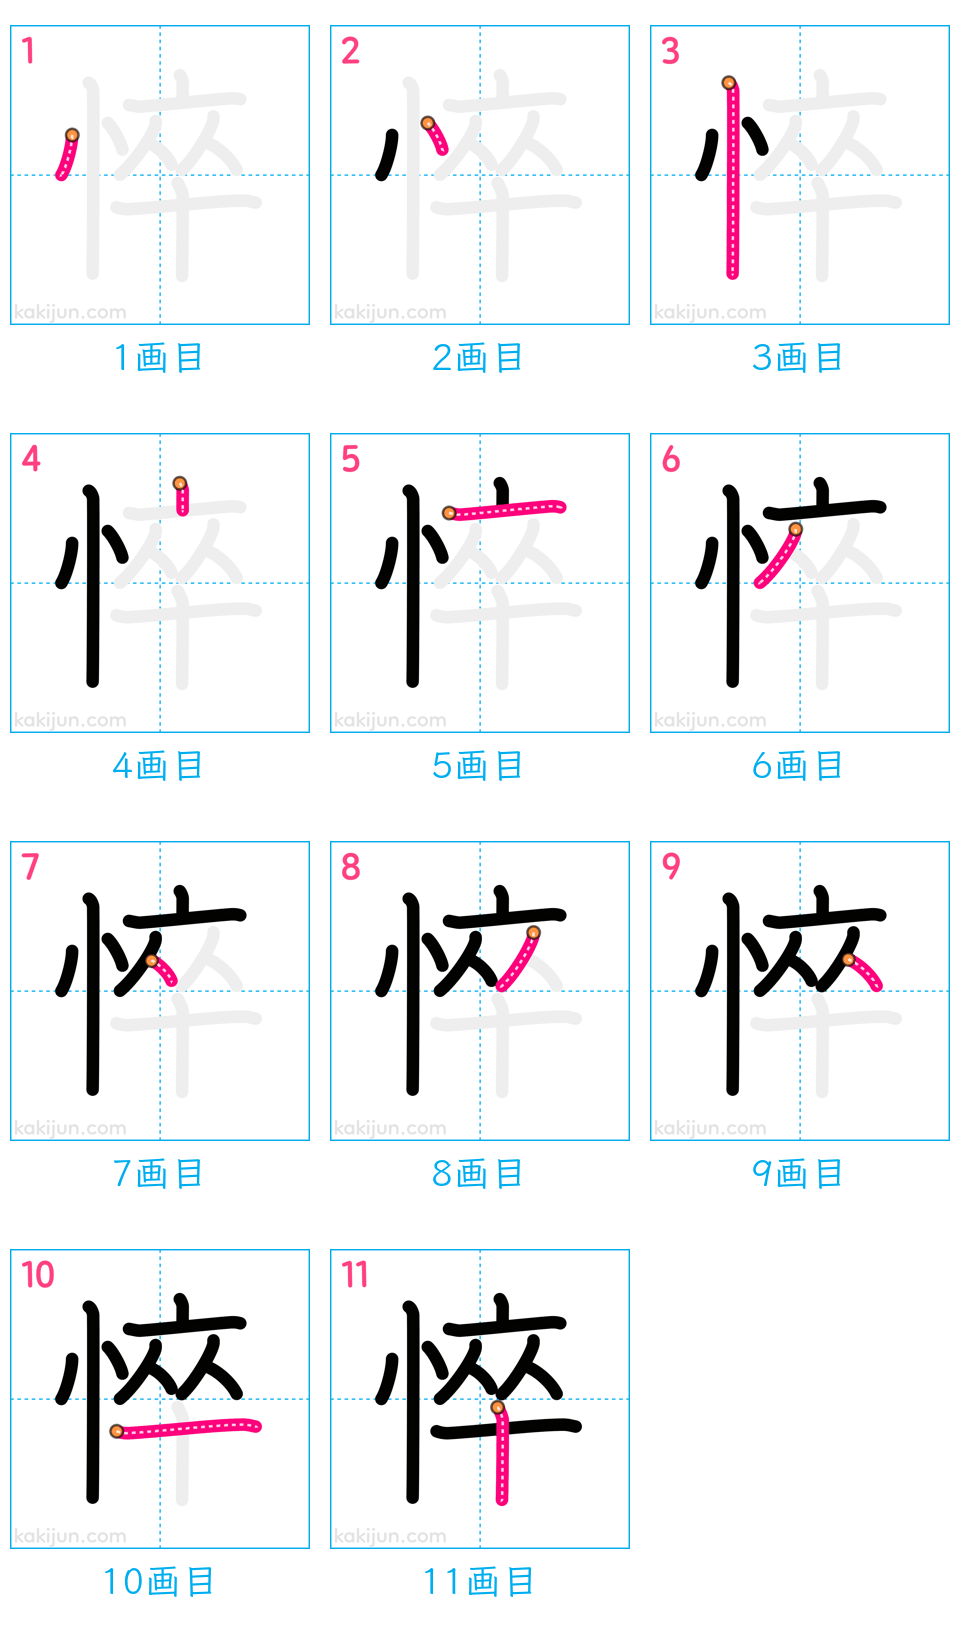 1 2 3
kakijun.com kakijun.com kakijun.com
1画目 2画目 3画目
4 5 6
kakijun.com kakijun.com kakijun.com
4画目 5画目 6画目
7 8 9
kakijun.com kakijun.com kakijun.com
7画目 8画目 9画目
10 11
悴 悴
kakijun.com kakijun.com
10画目 11画目